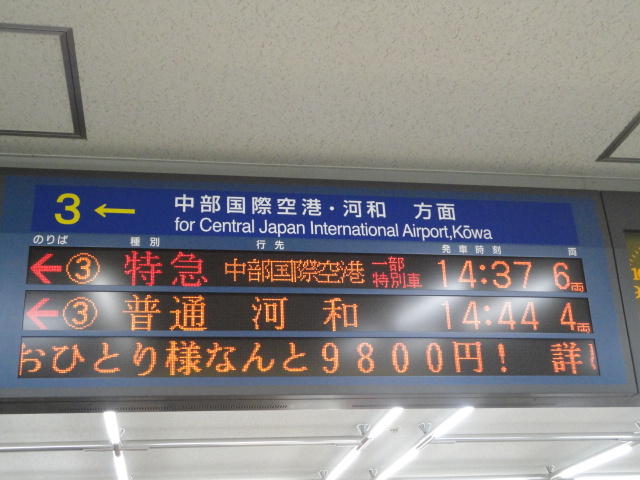 3 ← 中部国際空港・河和 方面
for Central Japan International Airport,Kōwa
のりば 種別 行先 発車時刻 両
← ③ 特急 中部国際空港 一部特別車 14:37 6両
← ③ 普通 河和 14:44 4両
おひとり様なんと9800円! 詳し